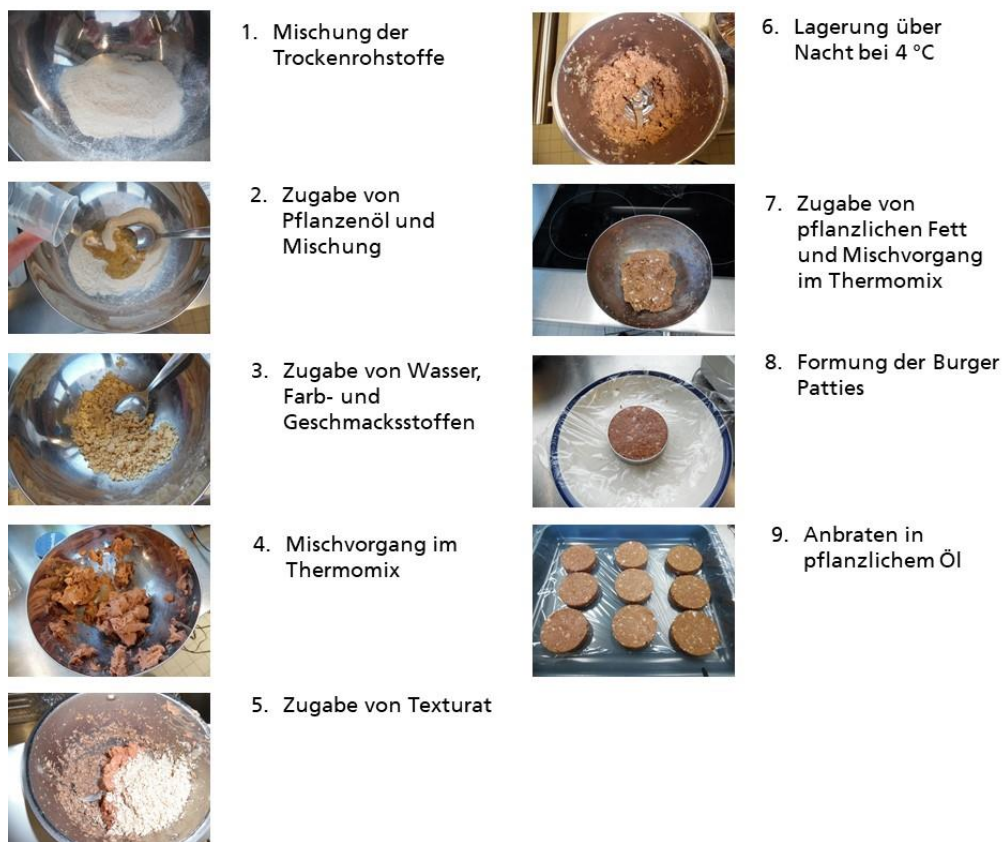 1. Mischung der
Trockenrohstoffe
2. Zugabe von
Pflanzenöl und
Mischung
3. Zugabe von Wasser,
Farb- und
Geschmacksstoffen
4. Mischvorgang im
Thermomix
5. Zugabe von Texturat
6. Lagerung über
Nacht bei 4 °C
7. Zugabe von
pflanzlichen Fett
und Mischvorgang
im Thermomix
8. Formung der Burger
Patties
9. Anbraten in
pflanzlichem Öl